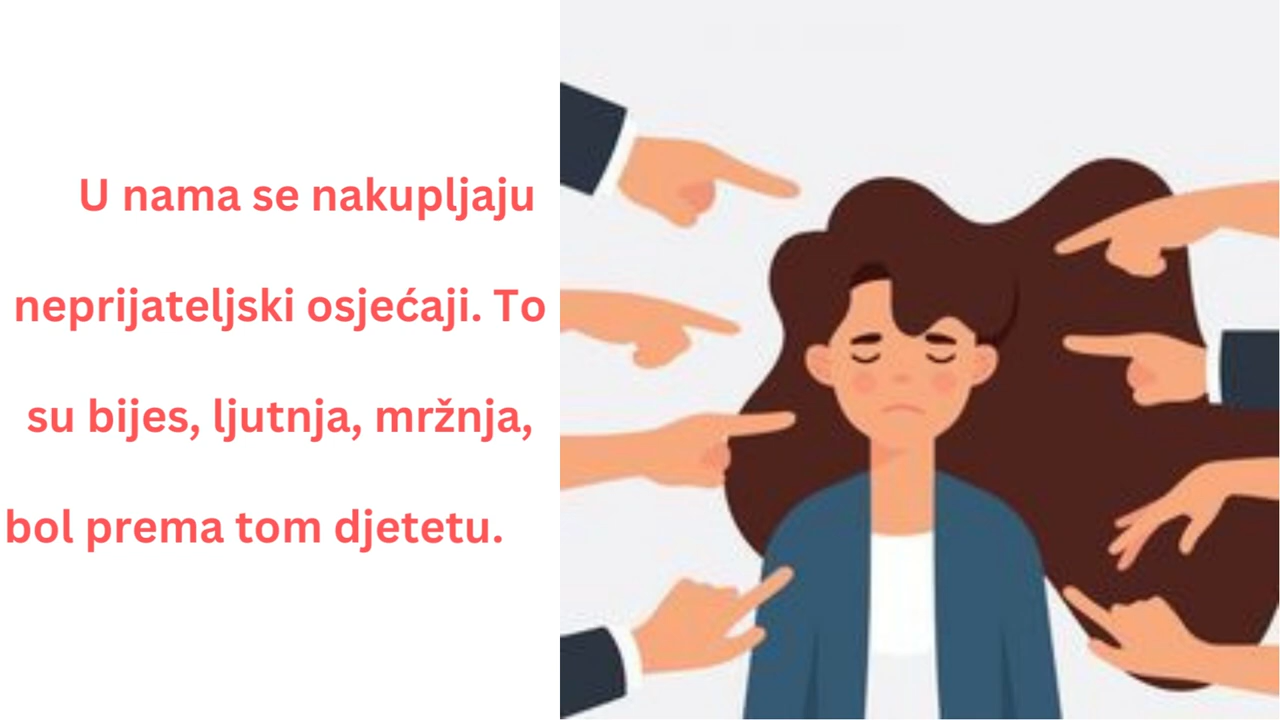 U nama se nakupljaju
neprijateljski osjećaji. To
su bijes, ljutnja, mržnja,
bol prema tom djetetu.